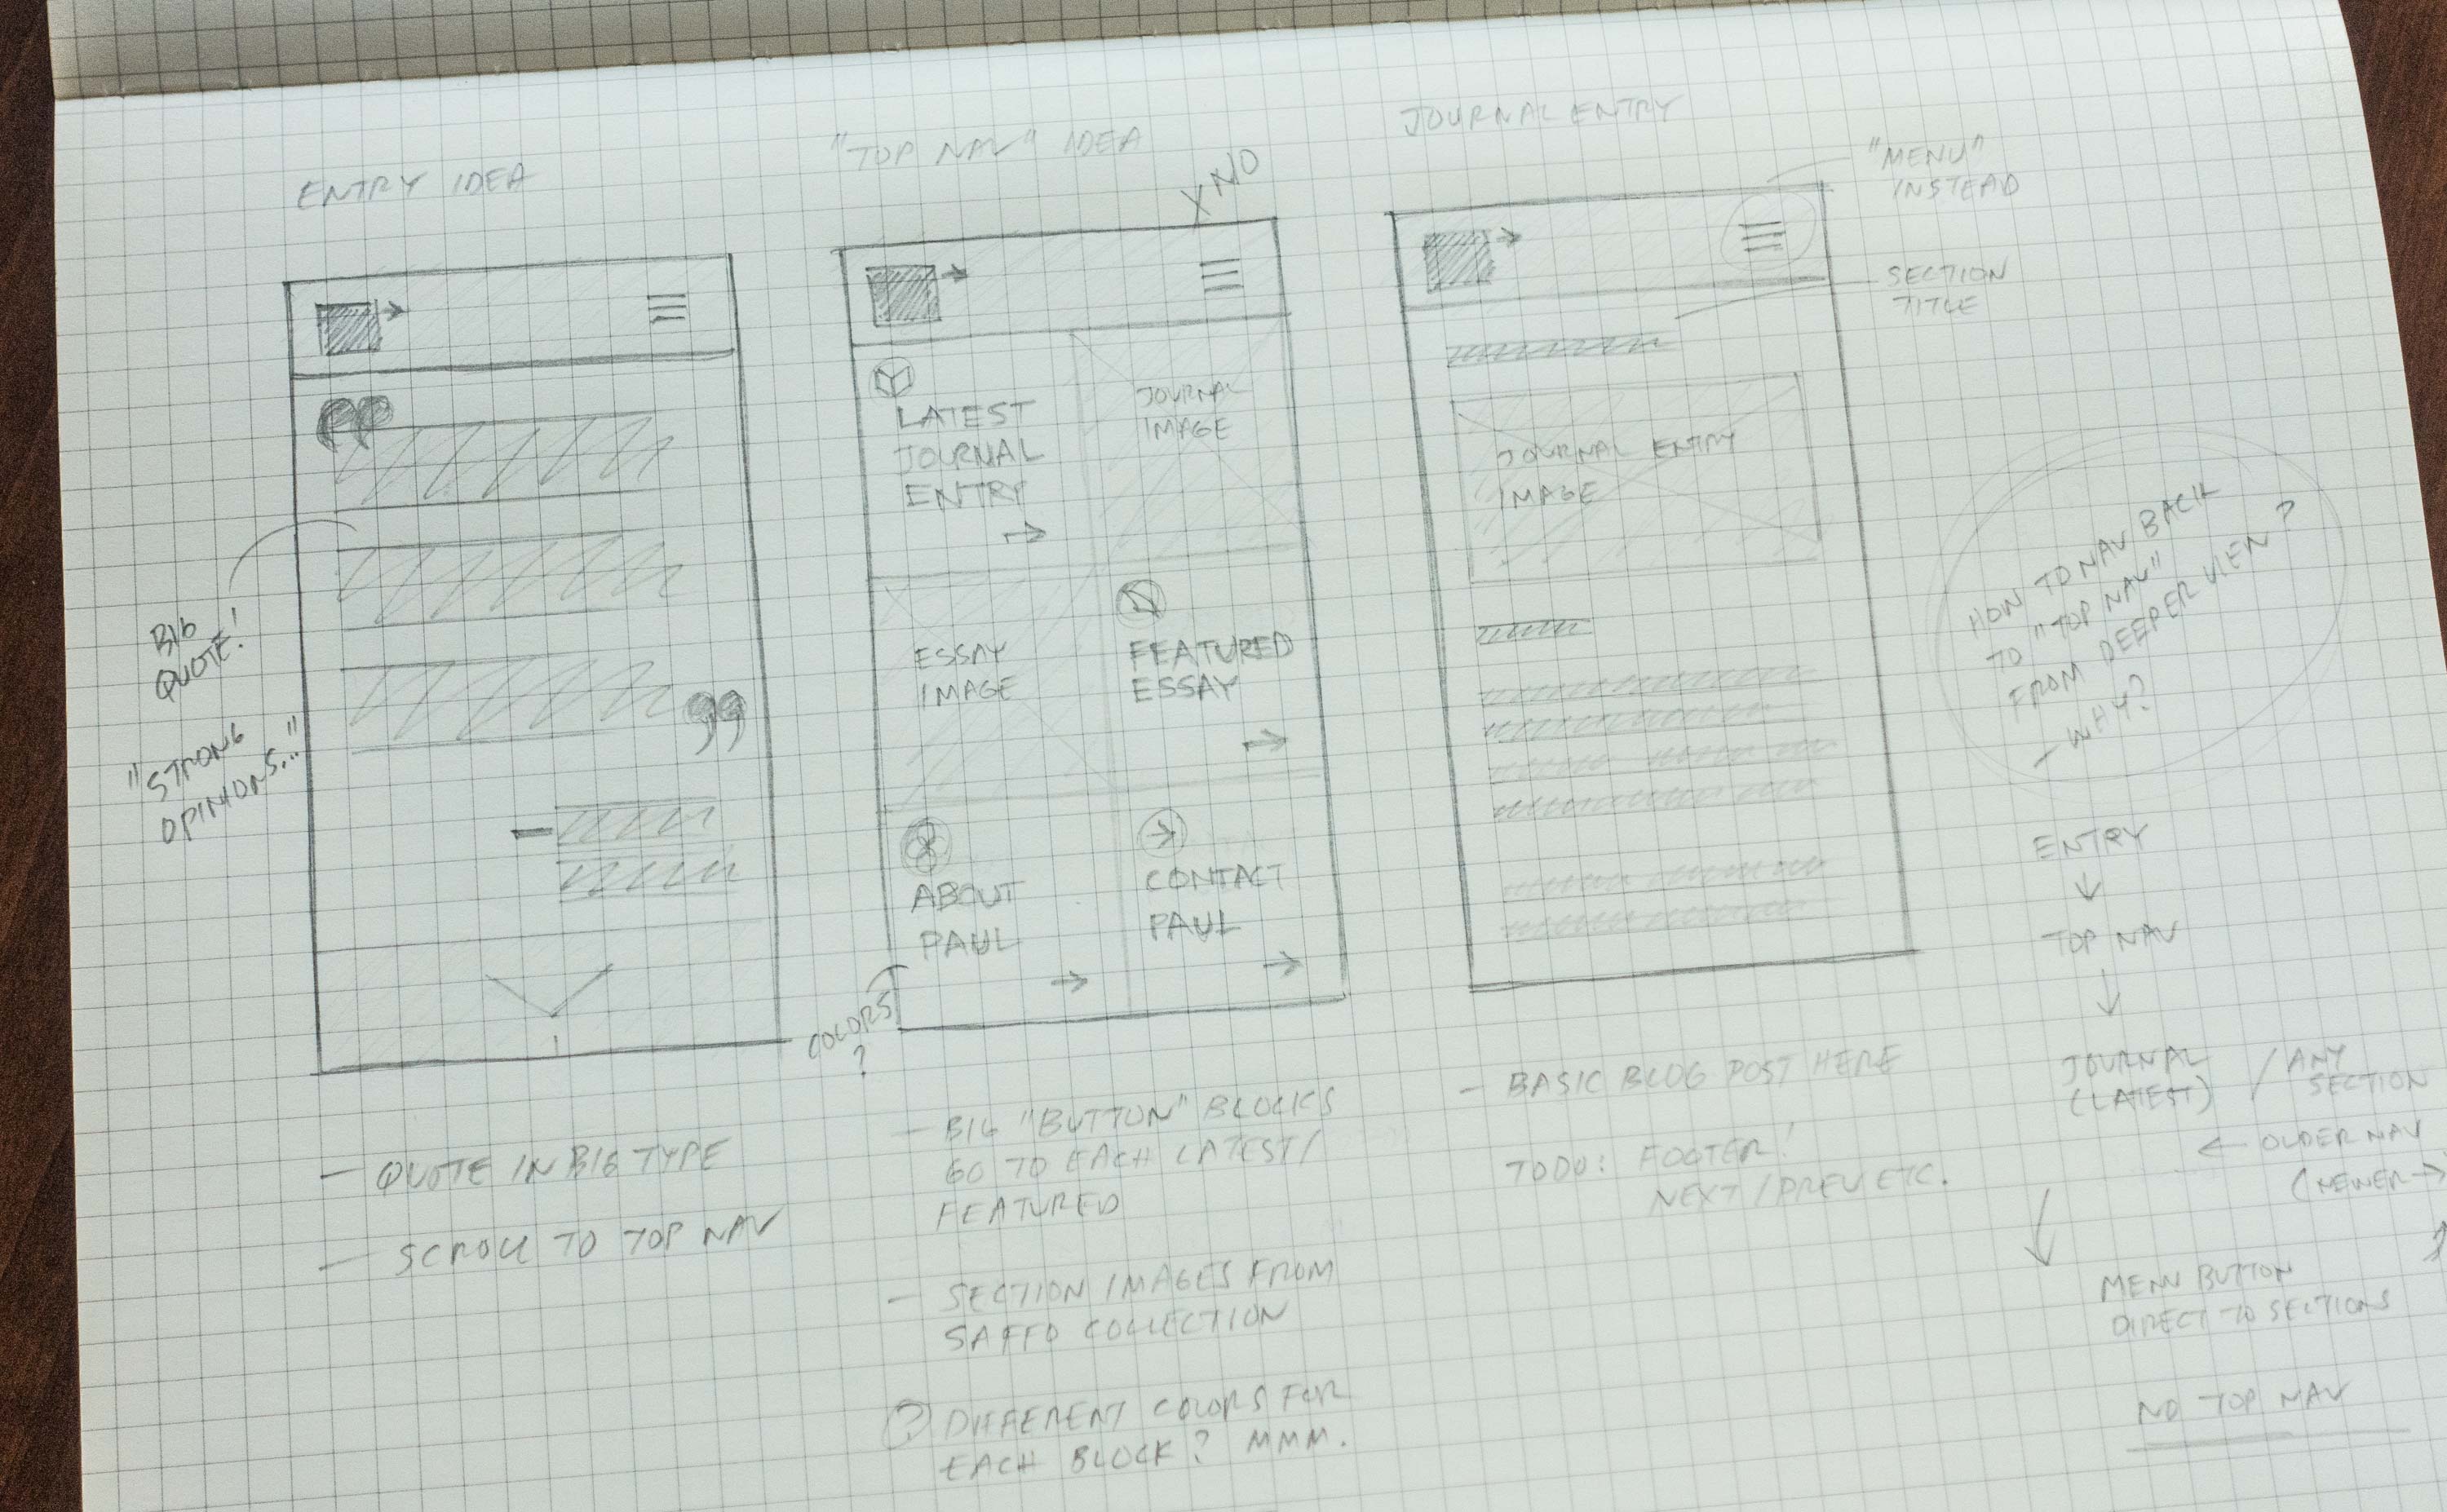 ENTRY IDEA
BIG
QUOTE!
"STRONG
OPINIONS..."
— QUOTE IN BIG TYPE
— SCROLL TO TOP NAV
"TOP NAV" IDEA
X NO
LATEST
JOURNAL
ENTRY
JOURNAL
IMAGE
ESSAY
IMAGE
FEATURED
ESSAY
ABOUT
PAUL
CONTACT
PAUL
COLORS
?
— BIG "BUTTON" BLOCKS
GO TO EACH LATEST/
FEATURED
— SECTION IMAGES FROM
SAFFO COLLECTION
? DIFFERENT COLORS FOR
EACH BLOCK? MMM.
JOURNAL ENTRY
"MENU"
INSTEAD
SECTION
TITLE
JOURNAL ENTRY
IMAGE
— BASIC BLOG POST HERE
TODO: FOOTER!
NEXT/PREV ETC.
HOW TO NAV BACK
TO "TOP NAV"
FROM DEEPER VIEW?
— WHY?
ENTRY
↓
TOP NAV
↓
JOURNAL / ANY
(LATEST) SECTION
← OLDER NAV
(NEWER →
MENU BUTTON
DIRECT TO SECTIONS
NO TOP NAV